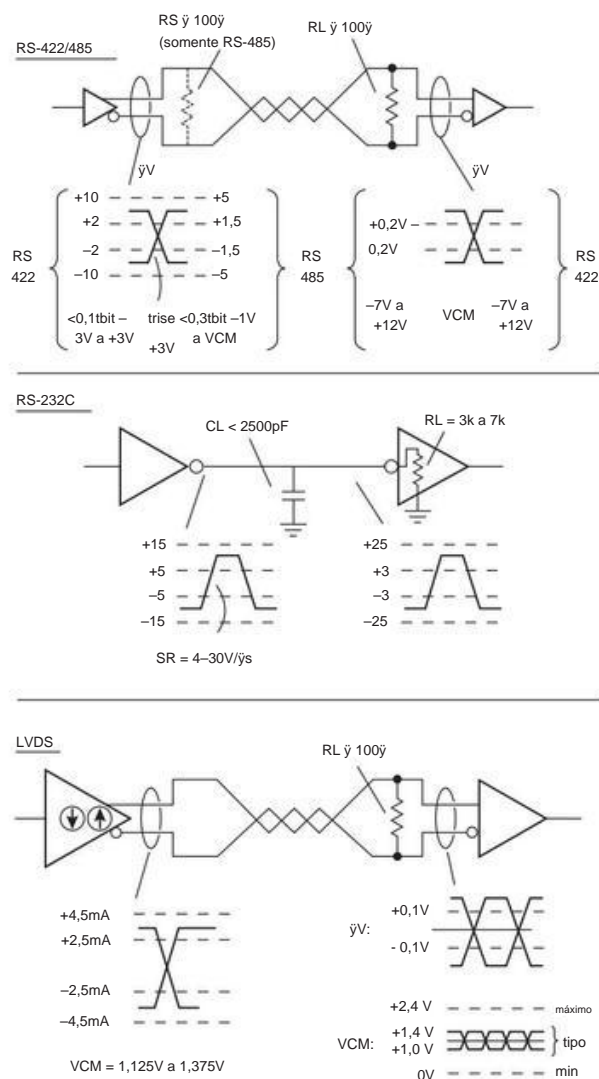 RS-422/485
RS ÿ 100ÿ
(somente RS-485)
RL ÿ 100ÿ
ÿV
ÿV
+10
+5
+2
+1,5
–2
–1,5
–10
–5
RS
422
RS
485
<0,1tbit –
3V a +3V
trise <0,3tbit –1V
+3V
a VCM
+0,2V –
0,2V
RS
422
–7V a
+12V
VCM
–7V a
+12V
RS-232C
CL < 2500pF
RL = 3k a 7k
+15
+5
–5
–15
SR = 4–30V/ÿs
+25
+3
–3
–25
LVDS
RL ÿ 100ÿ
+4,5mA
+2,5mA
–2,5mA
–4,5mA
VCM = 1,125V a 1,375V
ÿV:
+0,1V
- 0,1V
+2,4 V
máximo
VCM:
+1,4 V
+1,0 V
tipo
0V
min